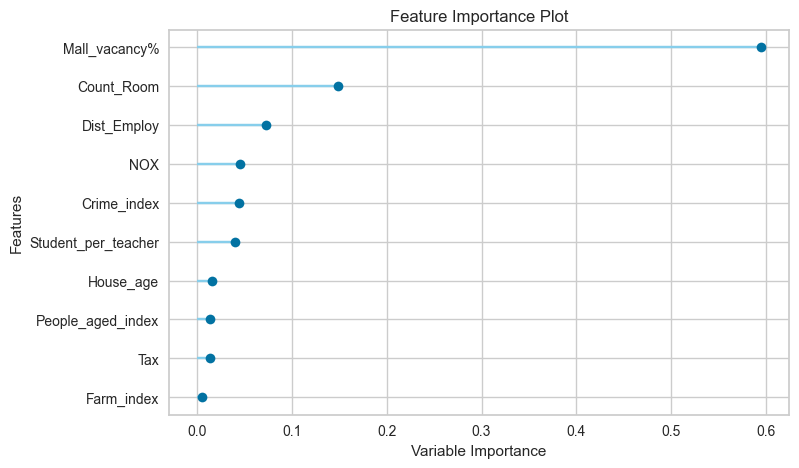 Feature Importance Plot
Mall_vacancy%
Count_Room
Dist_Employ
NOX
Crime_index
Student_per_teacher
House_age
People_aged_index
Tax
Farm_index
Features
0.0 0.1 0.2 0.3 0.4 0.5 0.6
Variable Importance